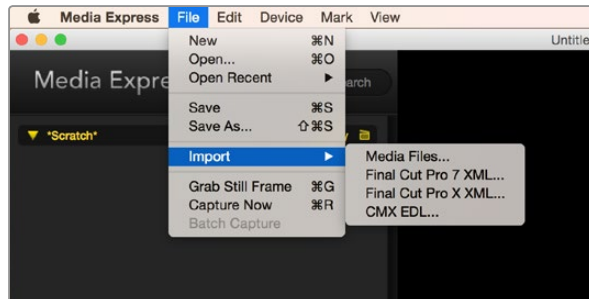 Media Express File Edit Device Mark View
Untitle
Media Expre
arch
*Scratch*
New ⌘N
Open... ⌘O
Open Recent ▶
Save ⌘S
Save As... ⇧⌘S
Import ▶
Grab Still Frame ⌘G
Capture Now ⌘R
Batch Capture
Media Files...
Final Cut Pro 7 XML...
Final Cut Pro X XML...
CMX EDL...